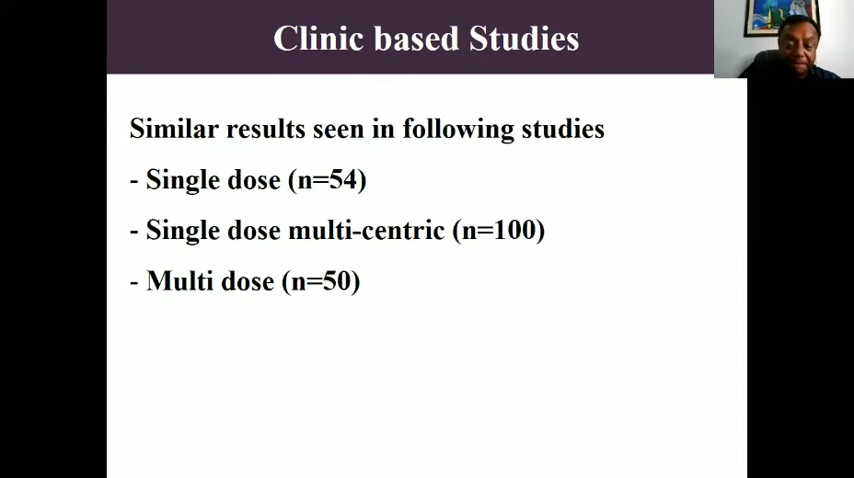 Clinic based Studies
Similar results seen in following studies
- Single dose (n=54)
- Single dose multi-centric (n=100)
- Multi dose (n=50)